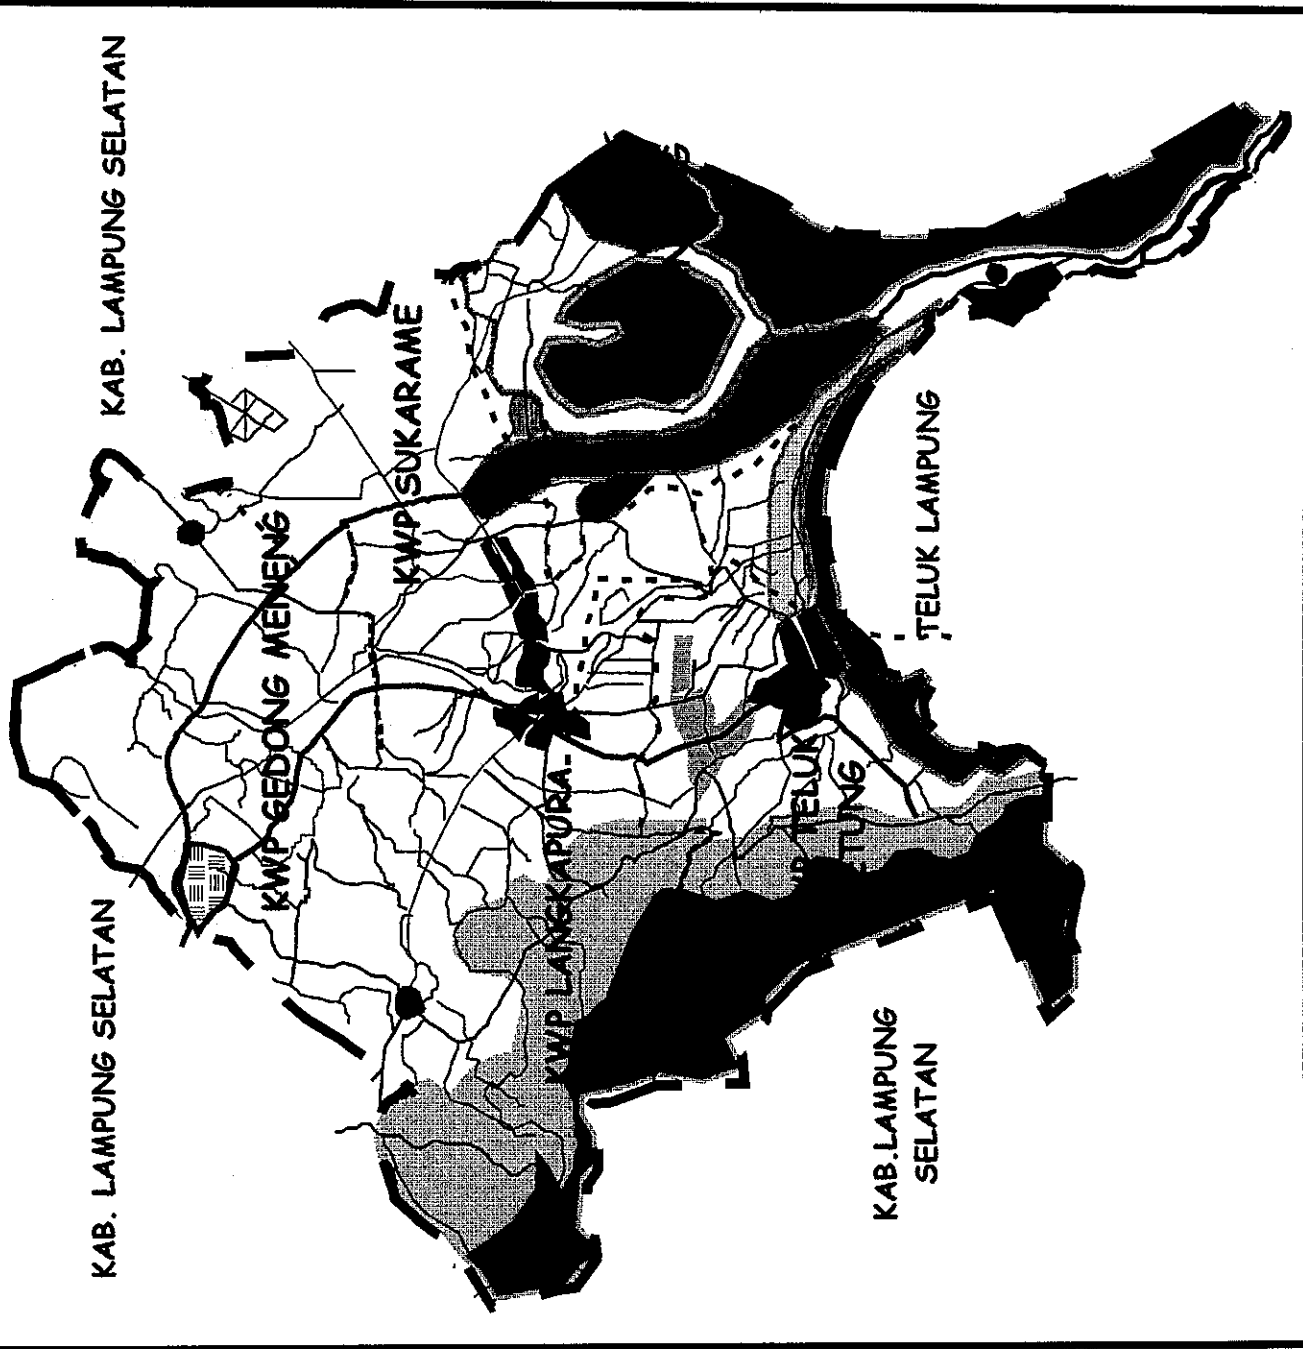 KAB. LAMPUNG SELATAN
KAB. LAMPUNG SELATAN
KWP GEDONG MENENG
KWP SUKARAME
KWP LANGKAPURA
TELUK
TUNG
TELUK LAMPUNG
KAB.LAMPUNG
SELATAN